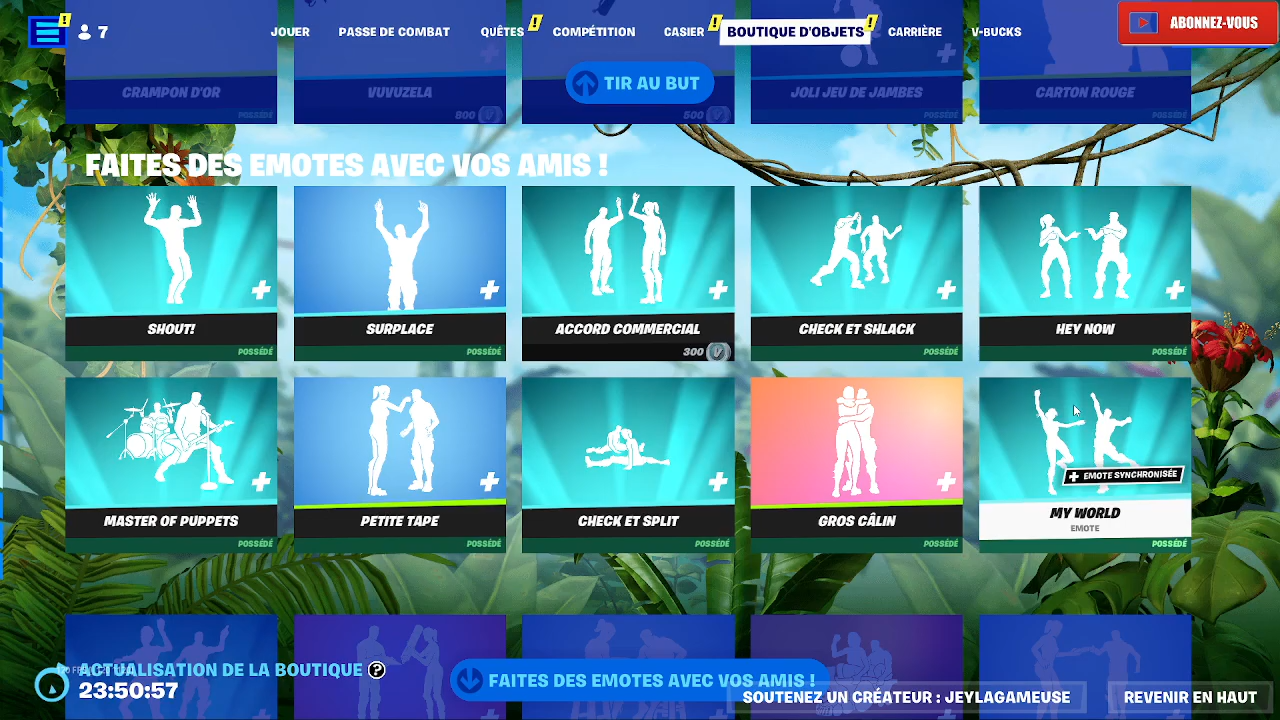 7
JOUER
PASSE DE COMBAT
QUÊTES
COMPÉTITION
CASIER
BOUTIQUE D'OBJETS
CARRIÈRE
V-BUCKS
ABONNEZ-VOUS
TIR AU BUT
CRAMPON D'OR
VUVUZELA
JOLI JEU DE JAMBES
CARTON ROUGE
POSSÉDÉ
800
500
POSSÉDÉ
POSSÉDÉ
FAITES DES EMOTES AVEC VOS AMIS !
SHOUT!
SURPLACE
ACCORD COMMERCIAL
CHECK ET SHLACK
HEY NOW
POSSÉDÉ
POSSÉDÉ
300
POSSÉDÉ
POSSÉDÉ
+ EMOTE SYNCHRONISÉE
MASTER OF PUPPETS
PETITE TAPE
CHECK ET SPLIT
GROS CÂLIN
MY WORLD
EMOTE
POSSÉDÉ
POSSÉDÉ
POSSÉDÉ
POSSÉDÉ
POSSÉDÉ
ACTUALISATION DE LA BOUTIQUE ?
23:50:57
FAITES DES EMOTES AVEC VOS AMIS !
SOUTENEZ UN CRÉATEUR : JEYLAGAMEUSE
REVENIR EN HAUT